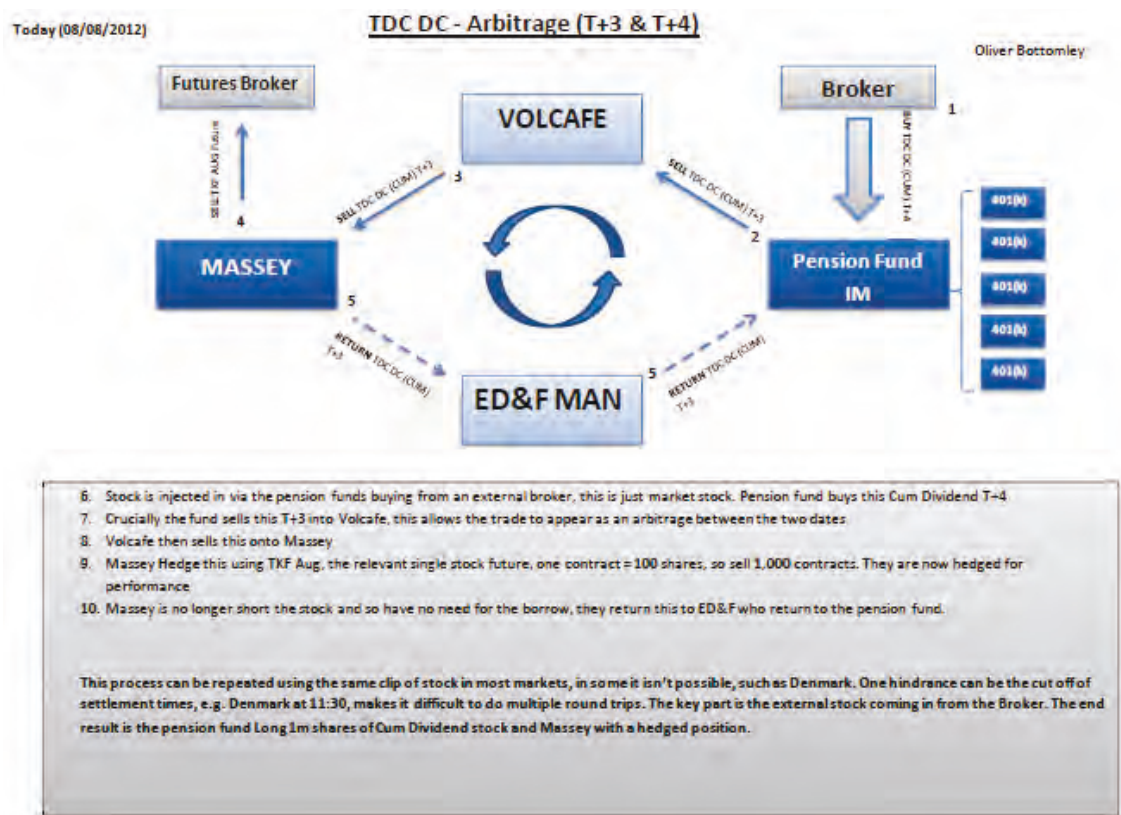 TDC DC - Arbitrage (T+3 & T+4)
Today (08/08/2012)
Oliver Bottomley
Futures Broker
VOLCAFE
Broker
1
BUY TDC DC (CUM) T+4
SELL TDC DC (CUM) T+3
2
3
SELL TDC DC (CUM) T+3
4
MASSEY
Pension Fund
IM
401(k)
401(k)
401(k)
401(k)
401(k)
5
RETURN TDC DC (CUM)
T+3
ED&F MAN
5
RETURN TDC DC (CUM)
T+3
6. Stock is injected in via the pension funds buying from an external broker, this is just market stock. Pension fund buys this Cum Dividend T+4
7. Crucially the fund sells this T+3 into Volcafe, this allows the trade to appear as an arbitrage between the two dates
8. Volcafe then sells this onto Massey
9. Massey Hedge this using TKF Aug, the relevant single stock future, one contract = 100 shares, so sell 1,000 contracts. They are now hedged for
performance
10. Massey is no longer short the stock and so have no need for the borrow, they return this to ED&F who return to the pension fund.
This process can be repeated using the same clip of stock in most markets, in some it isn't possible, such as Denmark. One hindrance can be the cut off of
settlement times, e.g. Denmark at 11:30, makes it difficult to do multiple round trips. The key part is the external stock coming in from the Broker. The end
result is the pension fund Long 1m shares of Cum Dividend stock and Massey with a hedged position.